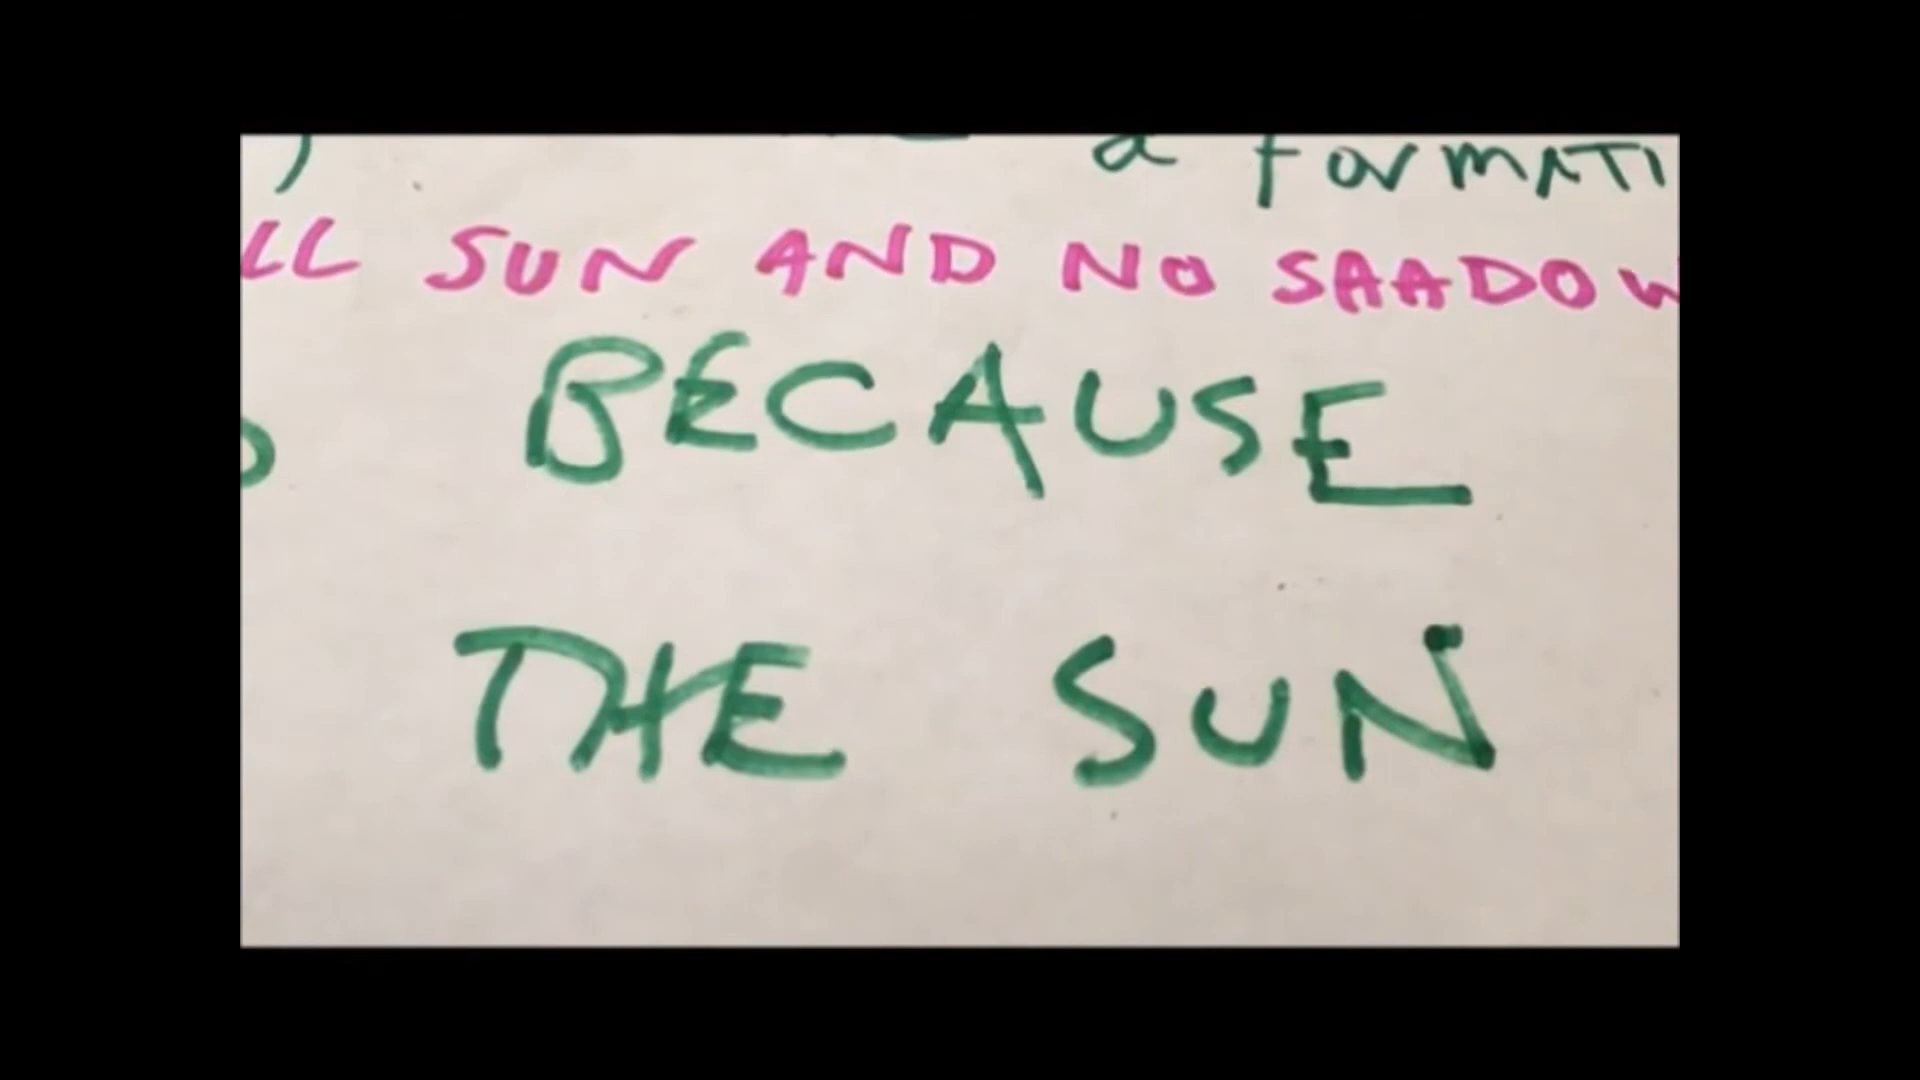 a formati
LL SUN AND NO SAADOW
BECAUSE
THE SUN